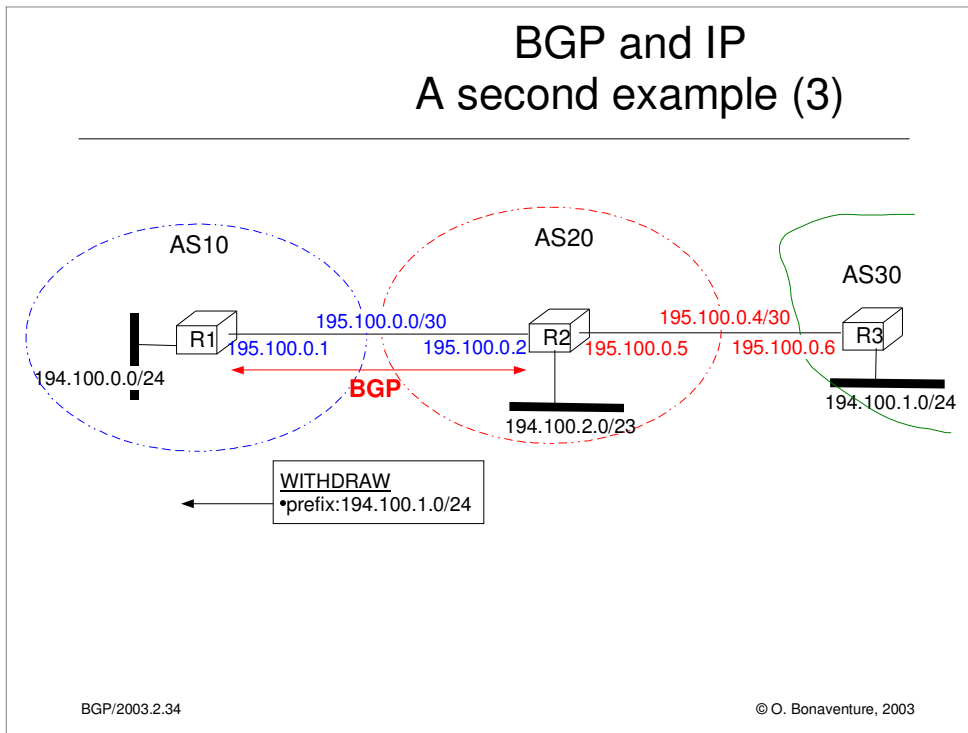 BGP and IP
A second example (3)
AS10
AS20
AS30
195.100.0.0/30
195.100.0.4/30
R1
R2
R3
195.100.0.1
195.100.0.2
195.100.0.5
195.100.0.6
194.100.0.0/24
BGP
194.100.1.0/24
194.100.2.0/23
WITHDRAW
•prefix:194.100.1.0/24
BGP/2003.2.34
© O. Bonaventure, 2003